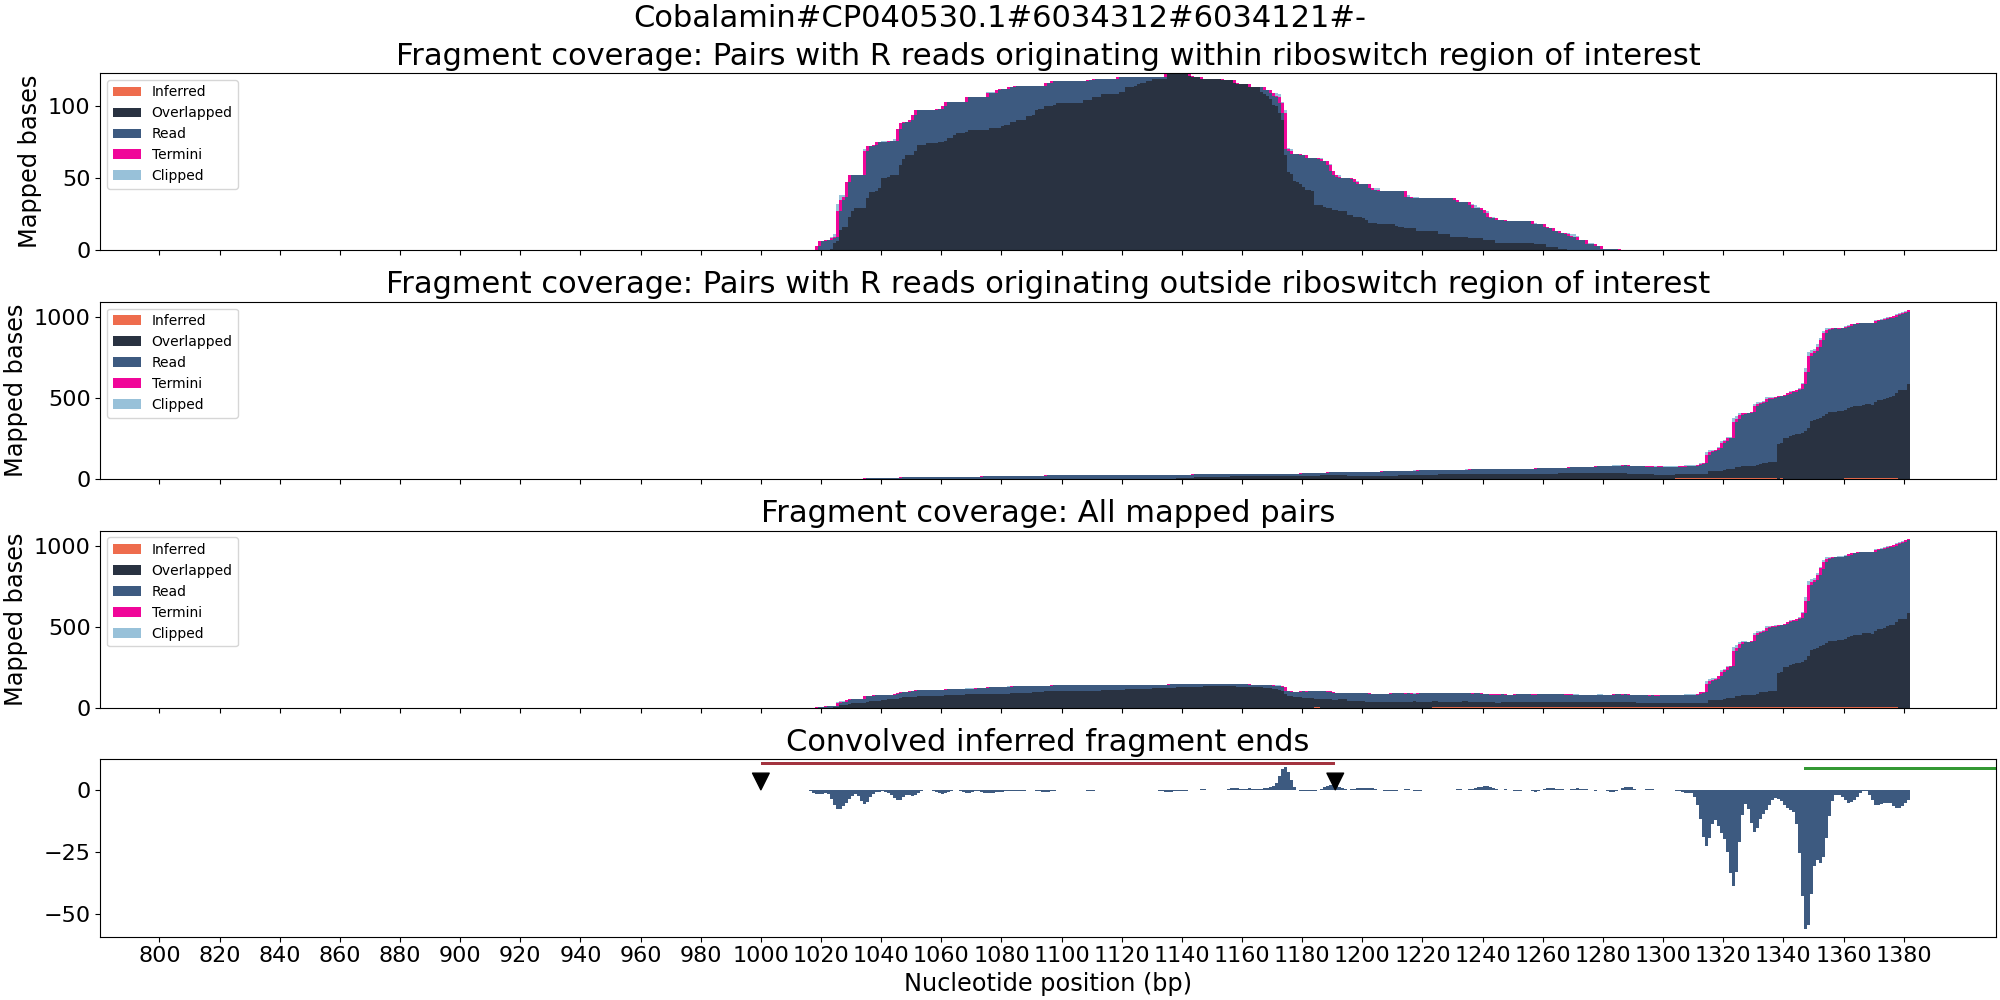 Cobalamin#CP040530.1#6034312#6034121#-
Fragment coverage: Pairs with R reads originating within riboswitch region of interest
Mapped bases
100
50
0
Inferred
Overlapped
Read
Termini
Clipped
Fragment coverage: Pairs with R reads originating outside riboswitch region of interest
Mapped bases
1000
500
0
Inferred
Overlapped
Read
Termini
Clipped
Fragment coverage: All mapped pairs
Mapped bases
1000
500
0
Inferred
Overlapped
Read
Termini
Clipped
Convolved inferred fragment ends
0
−25
−50
800 820 840 860 880 900 920 940 960 980 1000 1020 1040 1060 1080 1100 1120 1140 1160 1180 1200 1220 1240 1260 1280 1300 1320 1340 1360 1380
Nucleotide position (bp)